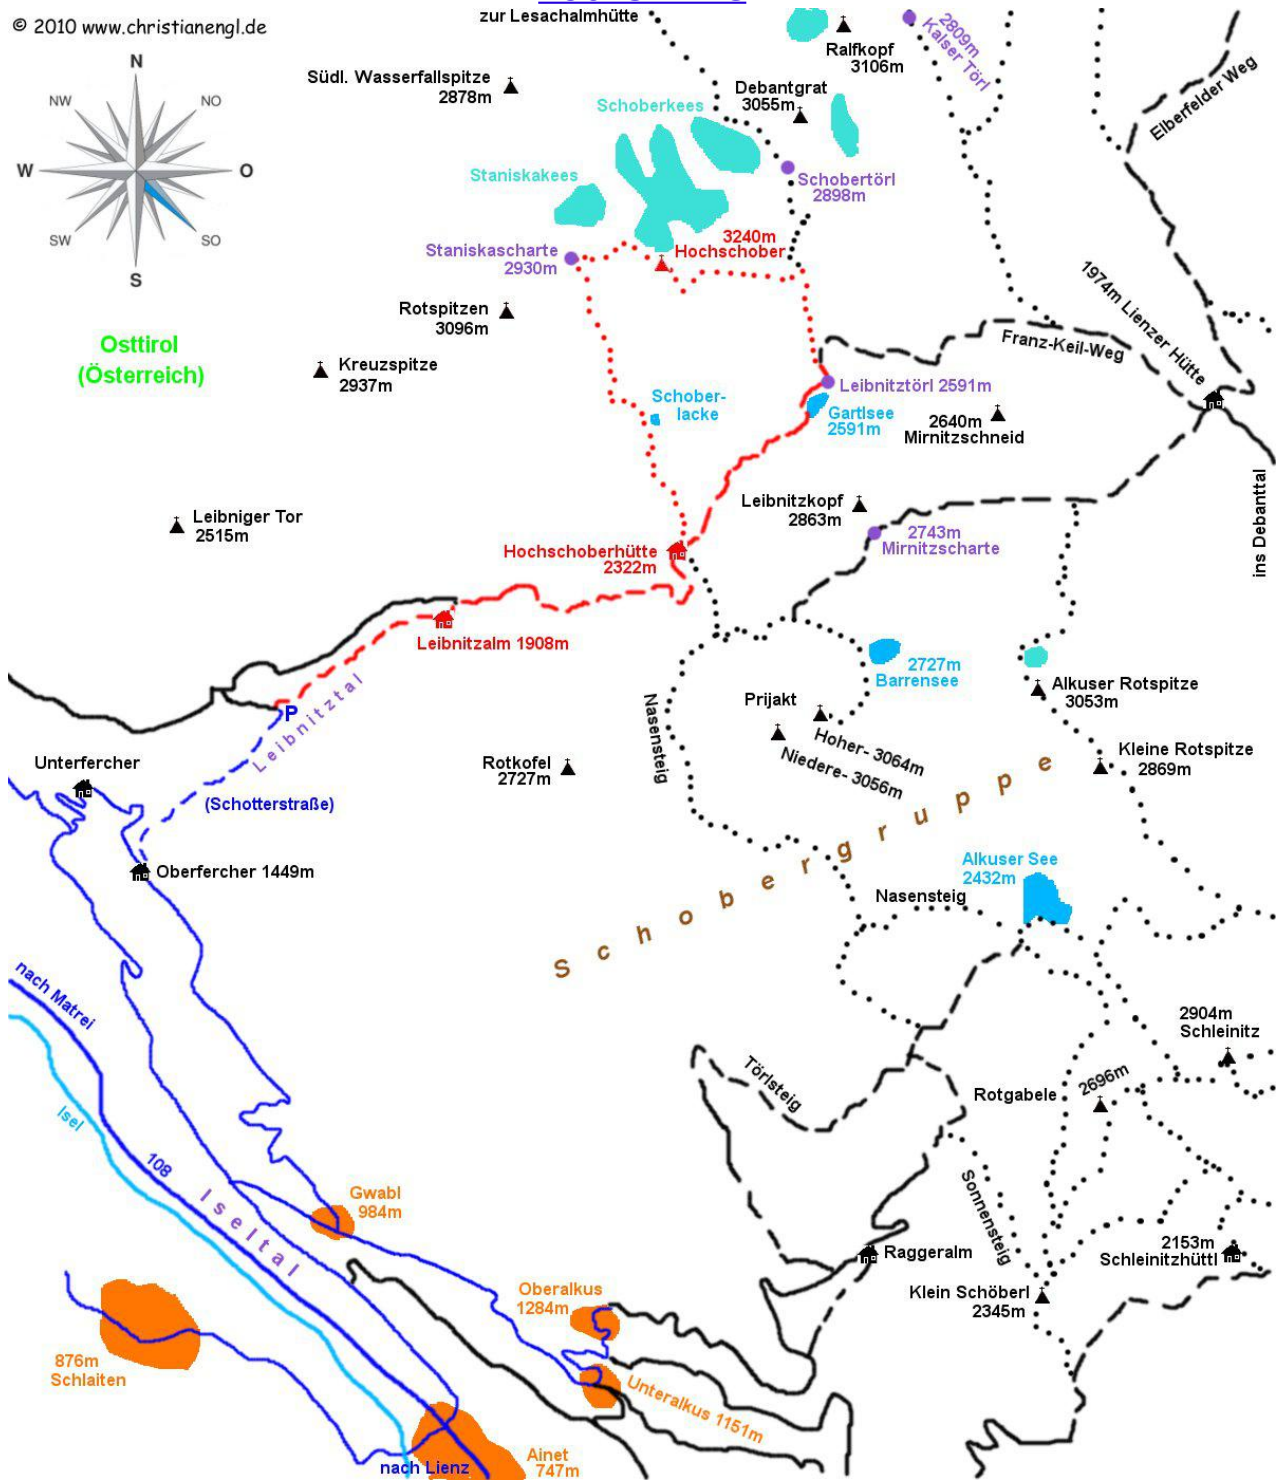 © 2010 www.christianengl.de
N
NW
NO
W
O
SW
SO
S
Osttirol
(Österreich)
zur Lesachalmhütte
Südl. Wasserfallspitze
2878m
Ralfkopf
3106m
2809m
Kalser Törl
Debantgrat
3055m
Elberfelder Weg
Schoberkees
Staniskakees
Schobertörl
2898m
Staniskascharte
2930m
3240m
Hochschober
Rotspitzen
3096m
Kreuzspitze
2937m
1974m Lienzer Hütte
Franz-Keil-Weg
Leibnitztörl 2591m
Schober-
lacke
Gartlsee
2591m
2640m
Mirnitzschneid
Leibniger Tor
2515m
Leibnitzkopf
2863m
2743m
Mirnitzscharte
ins Debanttal
Hochschoberhütte
2322m
Leibnitzalm 1908m
2727m
Barrensee
Alkuser Rotspitze
3053m
Prijakt
Hoher- 3064m
Niedere- 3056m
Nasensteig
P
Leibnitztal
Kleine Rotspitze
2869m
Unterfercher
Rotkofel
2727m
(Schotterstraße)
Schobergruppe
Oberfercher 1449m
Alkuser See
2432m
Nasensteig
nach Matrei
2904m
Schleinitz
Törlsteig
Rotgabele
2696m
Isel
108
Iseltal
Gwabl
984m
Sonnensteig
Raggeralm
2153m
Schleinitzhüttl
Oberalkus
1284m
Klein Schöberl
2345m
876m
Schlaiten
Unteralkus 1151m
Ainet
747m
nach Lienz